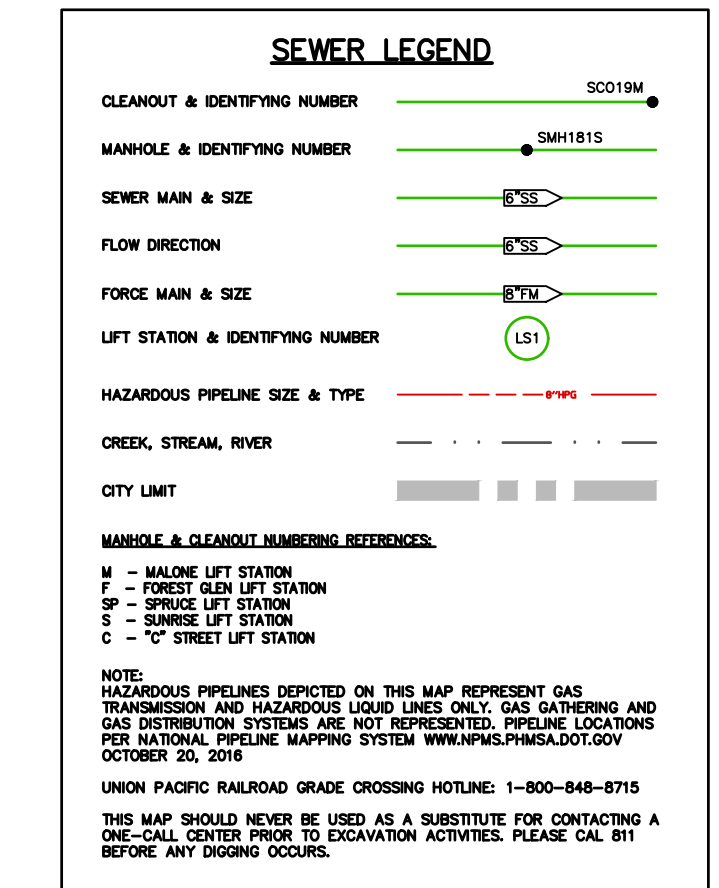 SEWER LEGEND
CLEANOUT & IDENTIFYING NUMBER SCO19M
MANHOLE & IDENTIFYING NUMBER SMH181S
SEWER MAIN & SIZE 6"SS
FLOW DIRECTION 6"SS
FORCE MAIN & SIZE 8"FM
LIFT STATION & IDENTIFYING NUMBER LS1
HAZARDOUS PIPELINE SIZE & TYPE 8"HPG
CREEK, STREAM, RIVER
CITY LIMIT
MANHOLE & CLEANOUT NUMBERING REFERENCES:
M – MALONE LIFT STATION
F – FOREST GLEN LIFT STATION
SP – SPRUCE LIFT STATION
S – SUNRISE LIFT STATION
C – "C" STREET LIFT STATION
NOTE:
HAZARDOUS PIPELINES DEPICTED ON THIS MAP REPRESENT GAS
TRANSMISSION AND HAZARDOUS LIQUID LINES ONLY. GAS GATHERING AND
GAS DISTRIBUTION SYSTEMS ARE NOT REPRESENTED. PIPELINE LOCATIONS
PER NATIONAL PIPELINE MAPPING SYSTEM WWW.NPMS.PHMSA.DOT.GOV
OCTOBER 20, 2016
UNION PACIFIC RAILROAD GRADE CROSSING HOTLINE: 1–800–848–8715
THIS MAP SHOULD NEVER BE USED AS A SUBSTITUTE FOR CONTACTING A
ONE–CALL CENTER PRIOR TO EXCAVATION ACTIVITIES. PLEASE CAL 811
BEFORE ANY DIGGING OCCURS.